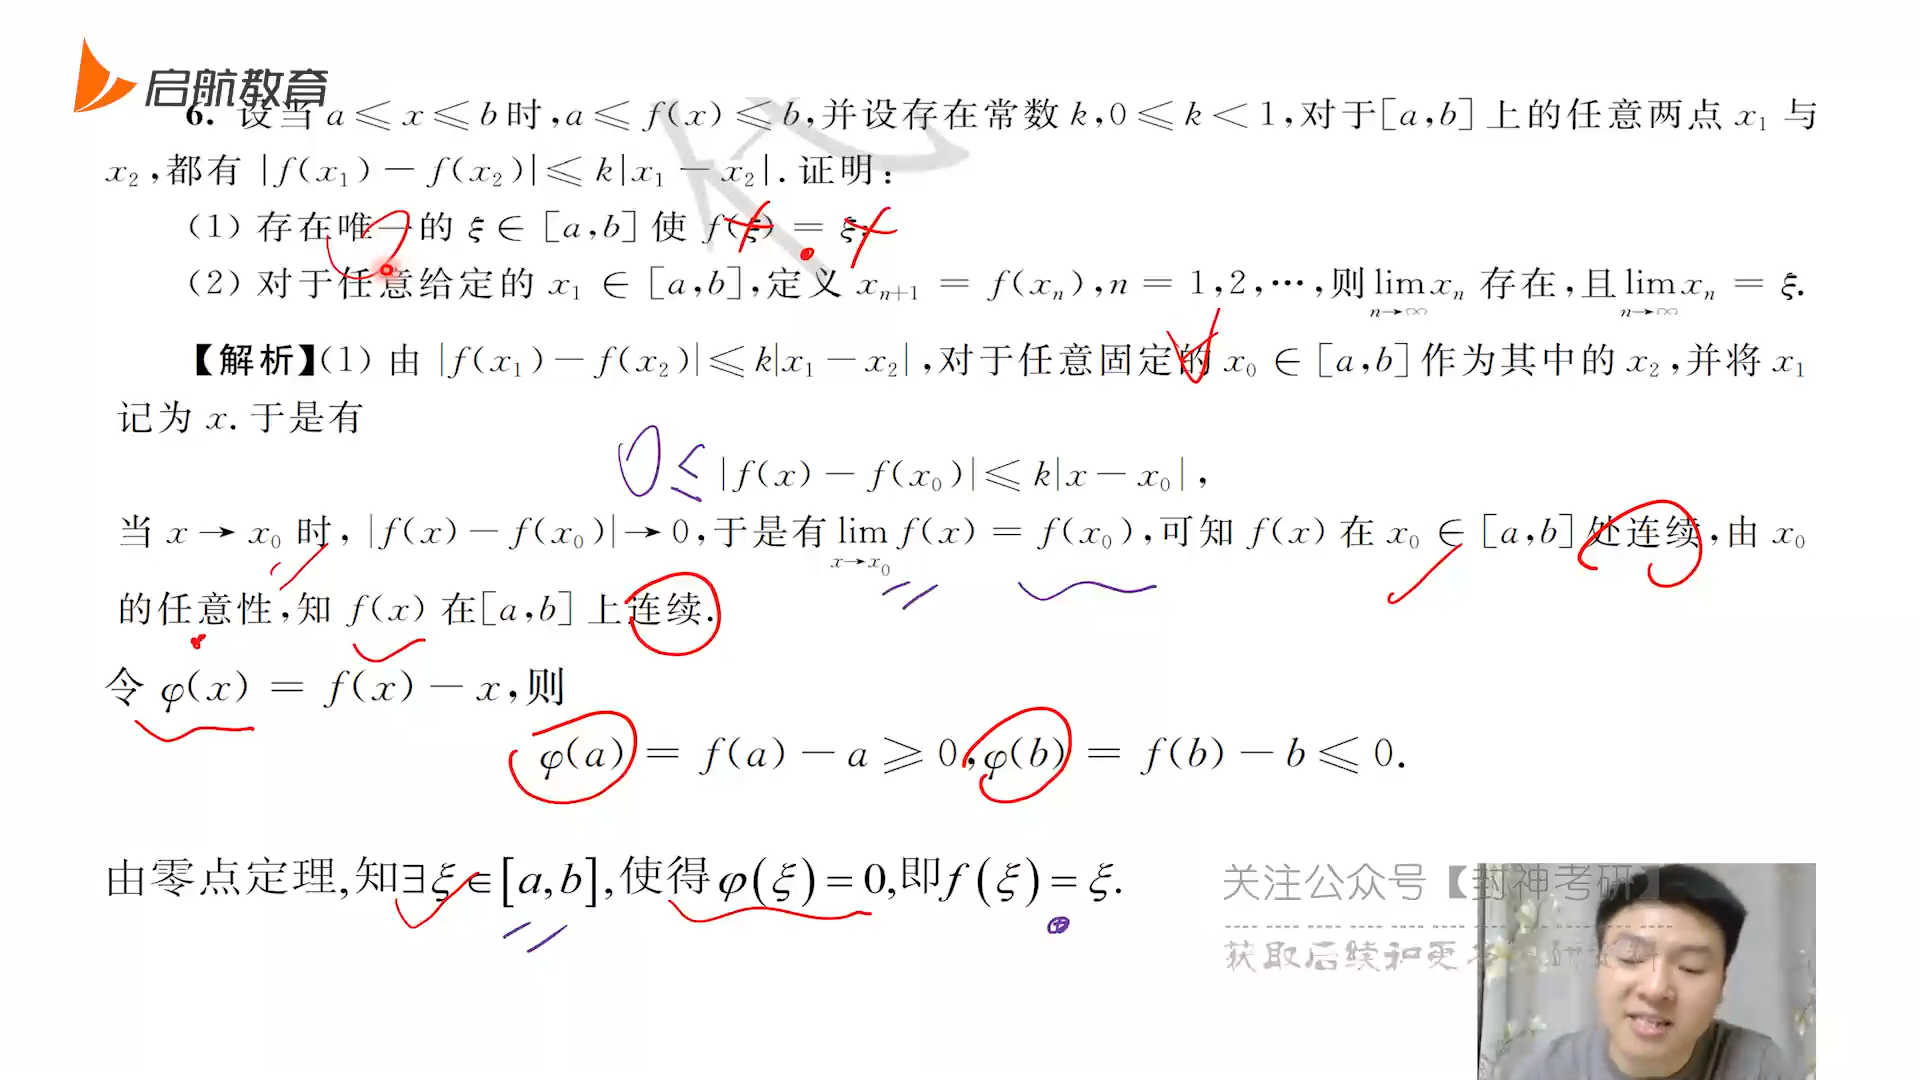 启航教育
6. 设当 a ≤ x ≤ b 时,a ≤ f(x) ≤ b,并设存在常数 k,0 ≤ k < 1,对于[a,b]上的任意两点 x₁ 与
x₂,都有 |f(x₁) − f(x₂)| ≤ k|x₁ − x₂|. 证明:
(1) 存在唯一的 ξ ∈ [a,b] 使 f(ξ) = ξ;
(2) 对于任意给定的 x₁ ∈ [a,b],定义 xₙ₊₁ = f(xₙ),n = 1,2,…,则 lim xₙ 存在,且 lim xₙ = ξ.
n→∞ n→∞
【解析】(1) 由 |f(x₁) − f(x₂)| ≤ k|x₁ − x₂|,对于任意固定的 x₀ ∈ [a,b] 作为其中的 x₂,并将 x₁
记为 x. 于是有
0 ≤ |f(x) − f(x₀)| ≤ k|x − x₀|,
当 x → x₀ 时,|f(x) − f(x₀)| → 0,于是有 lim f(x) = f(x₀),可知 f(x) 在 x₀ ∈ [a,b] 处连续,由 x₀
x→x₀
的任意性,知 f(x) 在[a,b] 上连续.
令 φ(x) = f(x) − x,则
φ(a) = f(a) − a ⩾ 0,φ(b) = f(b) − b ⩽ 0.
由零点定理,知∃ξ∈[a,b],使得φ(ξ)=0,即f(ξ)=ξ.
关注公众号【封神考研】
获取后续和更